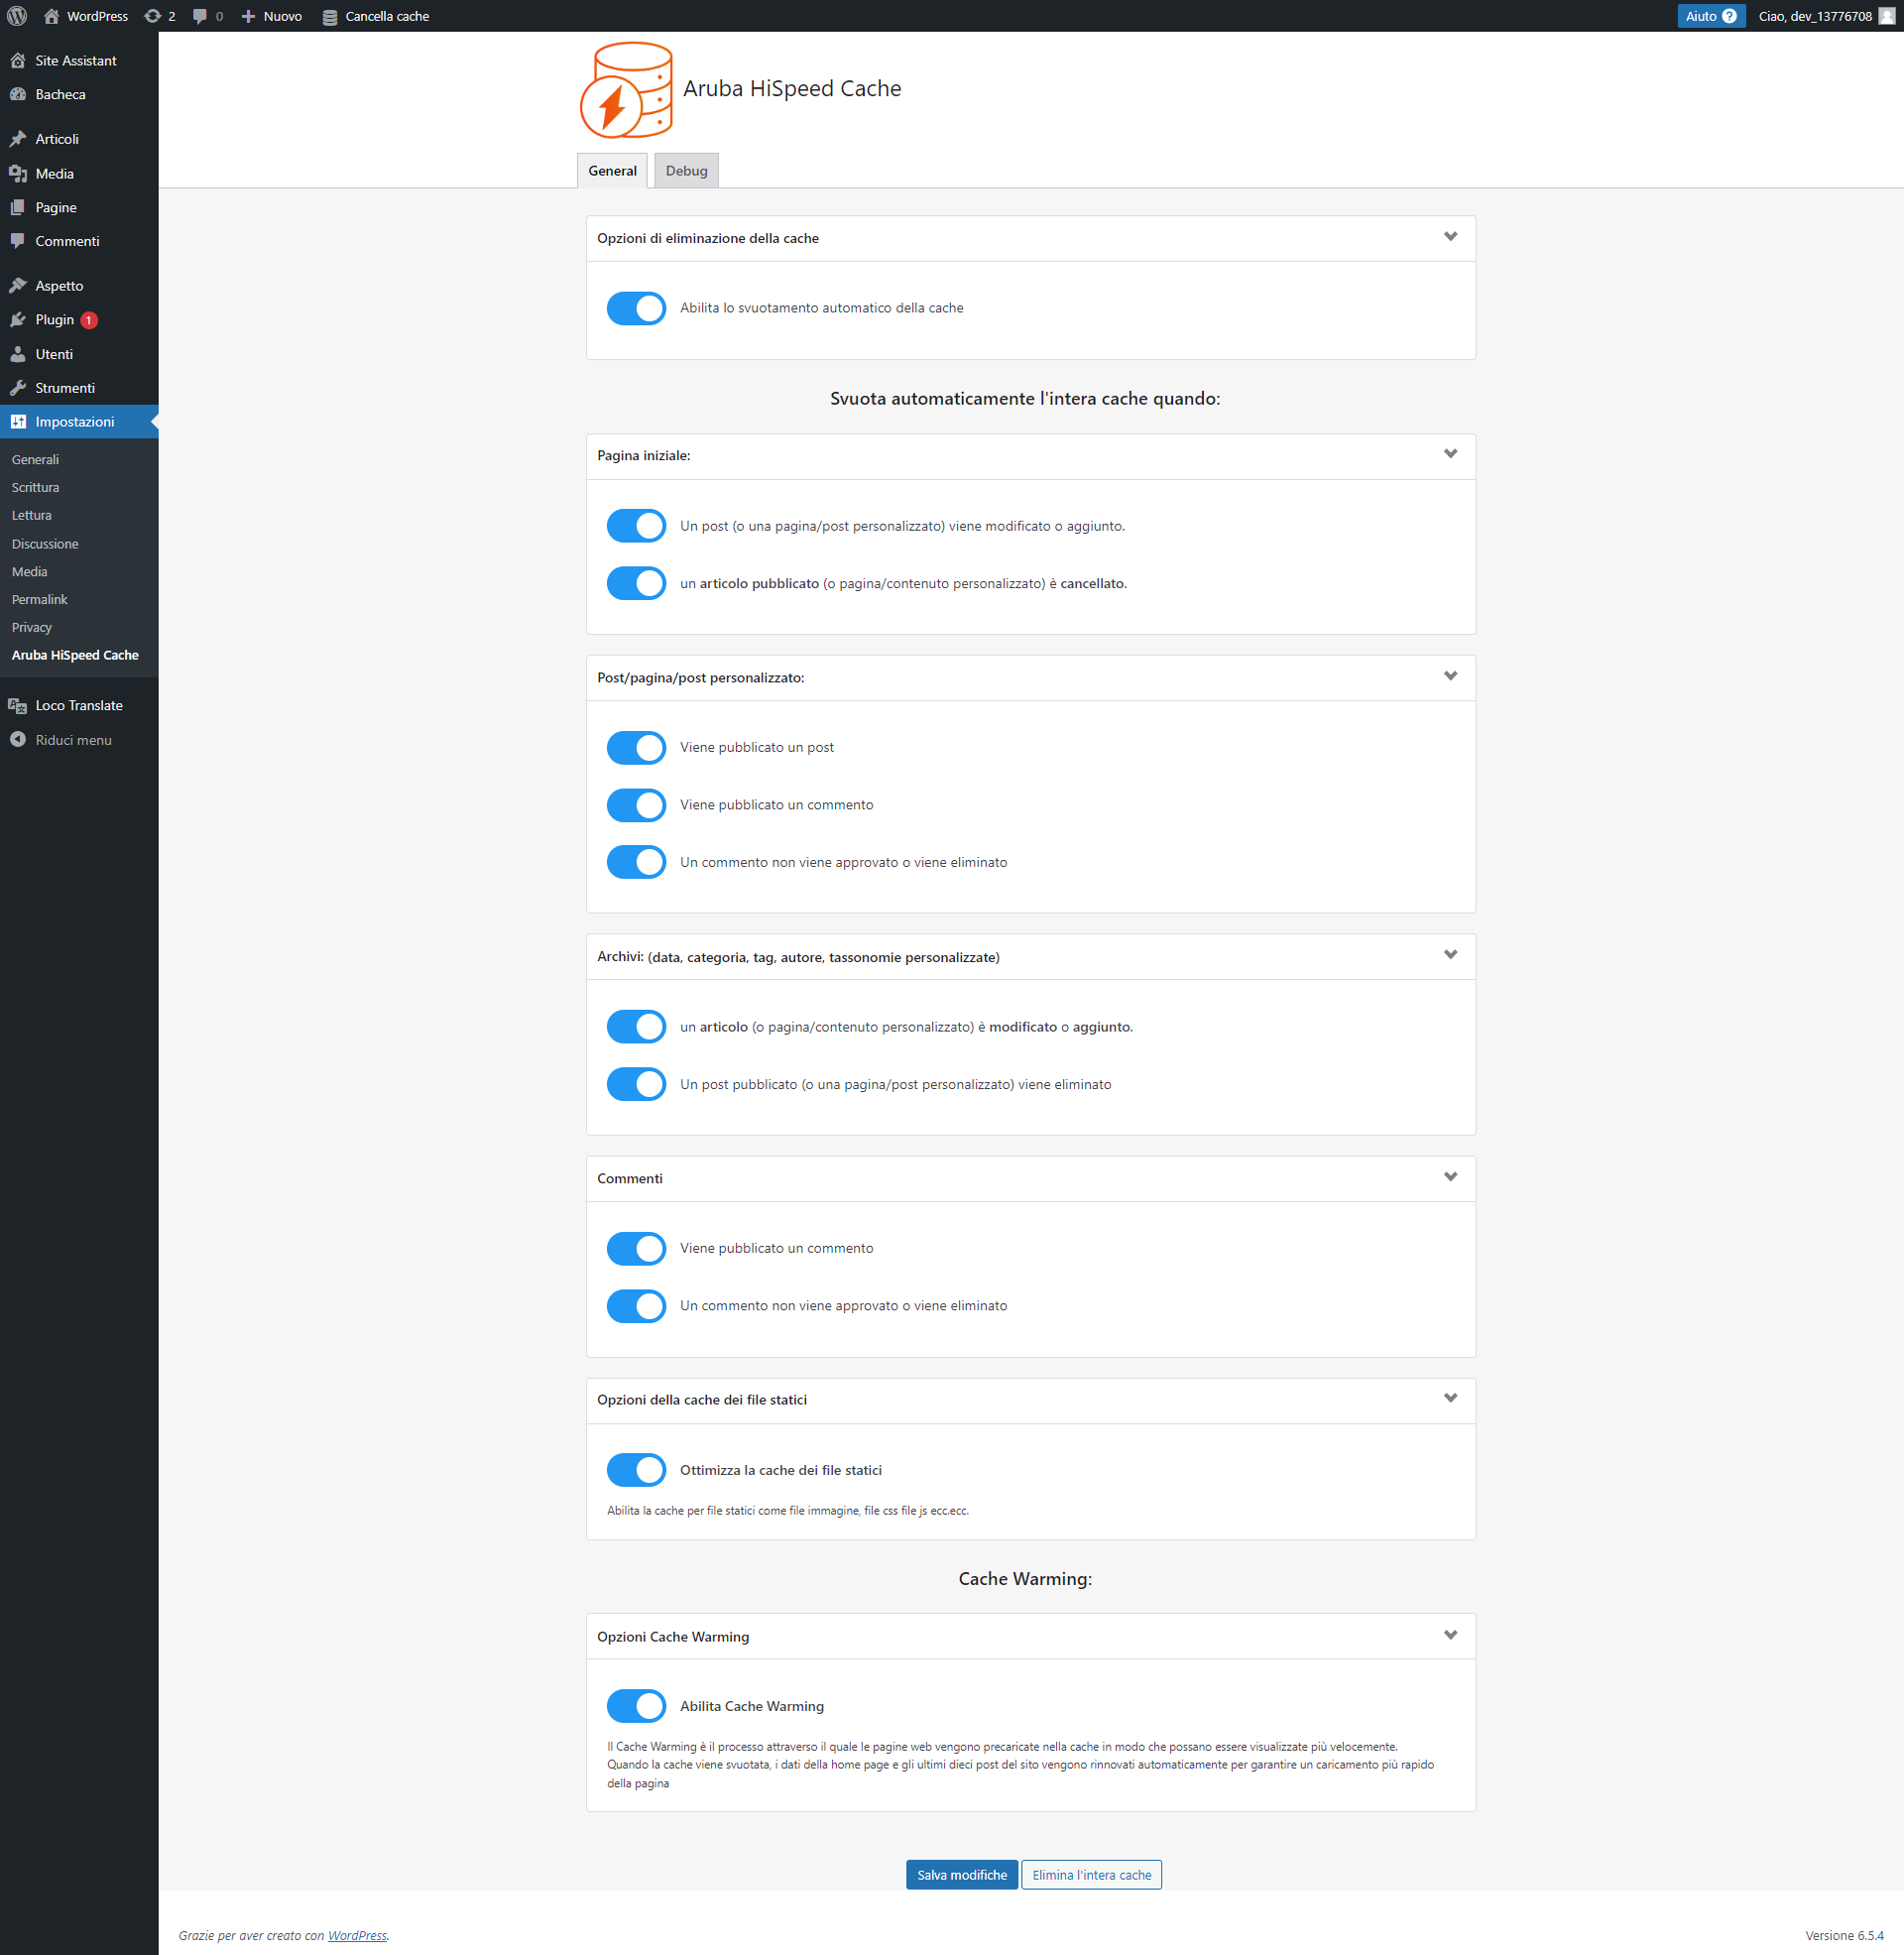 WordPress 2 0 Nuovo Cancella cache Aiuto ? Ciao, dev_13776708
Site Assistant
Bacheca
Articoli
Media
Pagine
Commenti
Aspetto
Plugin 1
Utenti
Strumenti
Impostazioni
Generali
Scrittura
Lettura
Discussione
Media
Permalink
Privacy
Aruba HiSpeed Cache
Loco Translate
Riduci menu
Aruba HiSpeed Cache
General Debug
Opzioni di eliminazione della cache
Abilita lo svuotamento automatico della cache
Svuota automaticamente l'intera cache quando:
Pagina iniziale:
Un post (o una pagina/post personalizzato) viene modificato o aggiunto.
un articolo pubblicato (o pagina/contenuto personalizzato) è cancellato.
Post/pagina/post personalizzato:
Viene pubblicato un post
Viene pubblicato un commento
Un commento non viene approvato o viene eliminato
Archivi: (data, categoria, tag, autore, tassonomie personalizzate)
un articolo (o pagina/contenuto personalizzato) è modificato o aggiunto.
Un post pubblicato (o una pagina/post personalizzato) viene eliminato
Commenti
Viene pubblicato un commento
Un commento non viene approvato o viene eliminato
Opzioni della cache dei file statici
Ottimizza la cache dei file statici
Abilita la cache per file statici come file immagine, file css file js ecc.ecc.
Cache Warming:
Opzioni Cache Warming
Abilita Cache Warming
Il Cache Warming è il processo attraverso il quale le pagine web vengono precaricate nella cache in modo che possano essere visualizzate più velocemente.
Quando la cache viene svuotata, i dati della home page e gli ultimi dieci post del sito vengono rinnovati automaticamente per garantire un caricamento più rapido
della pagina
Salva modifiche Elimina l'intera cache
Grazie per aver creato con WordPress. Versione 6.5.4